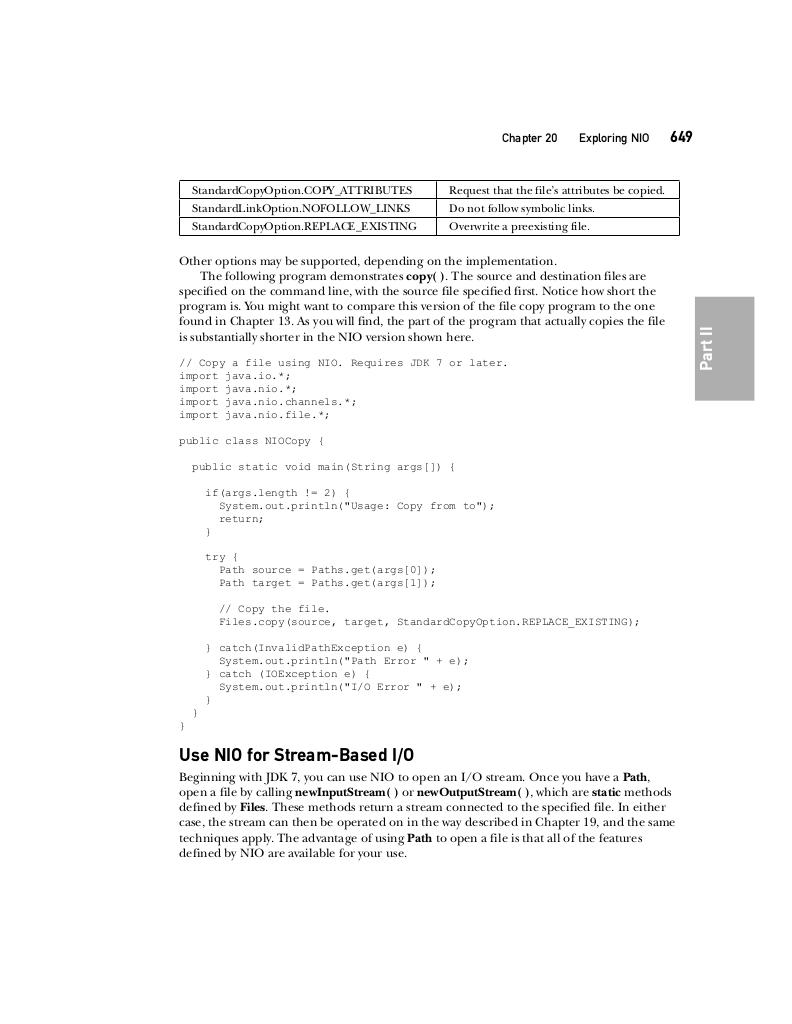 Chapter 20 Exploring NIO 649
StandardCopyOption.COPY_ATTRIBUTES Request that the file's attributes be copied.
StandardLinkOption.NOFOLLOW_LINKS Do not follow symbolic links.
StandardCopyOption.REPLACE_EXISTING Overwrite a preexisting file.
Other options may be supported, depending on the implementation.
The following program demonstrates copy( ). The source and destination files are
specified on the command line, with the source file specified first. Notice how short the
program is. You might want to compare this version of the file copy program to the one
found in Chapter 13. As you will find, the part of the program that actually copies the file
is substantially shorter in the NIO version shown here.
Part II
// Copy a file using NIO. Requires JDK 7 or later.
import java.io.*;
import java.nio.*;
import java.nio.channels.*;
import java.nio.file.*;
public class NIOCopy {
public static void main(String args[]) {
if(args.length != 2) {
System.out.println("Usage: Copy from to");
return;
}
try {
Path source = Paths.get(args[0]);
Path target = Paths.get(args[1]);
// Copy the file.
Files.copy(source, target, StandardCopyOption.REPLACE_EXISTING);
} catch(InvalidPathException e) {
System.out.println("Path Error " + e);
} catch (IOException e) {
System.out.println("I/O Error " + e);
}
}
}
Use NIO for Stream-Based I/O
Beginning with JDK 7, you can use NIO to open an I/O stream. Once you have a Path,
open a file by calling newInputStream( ) or newOutputStream( ), which are static methods
defined by Files. These methods return a stream connected to the specified file. In either
case, the stream can then be operated on in the way described in Chapter 19, and the same
techniques apply. The advantage of using Path to open a file is that all of the features
defined by NIO are available for your use.